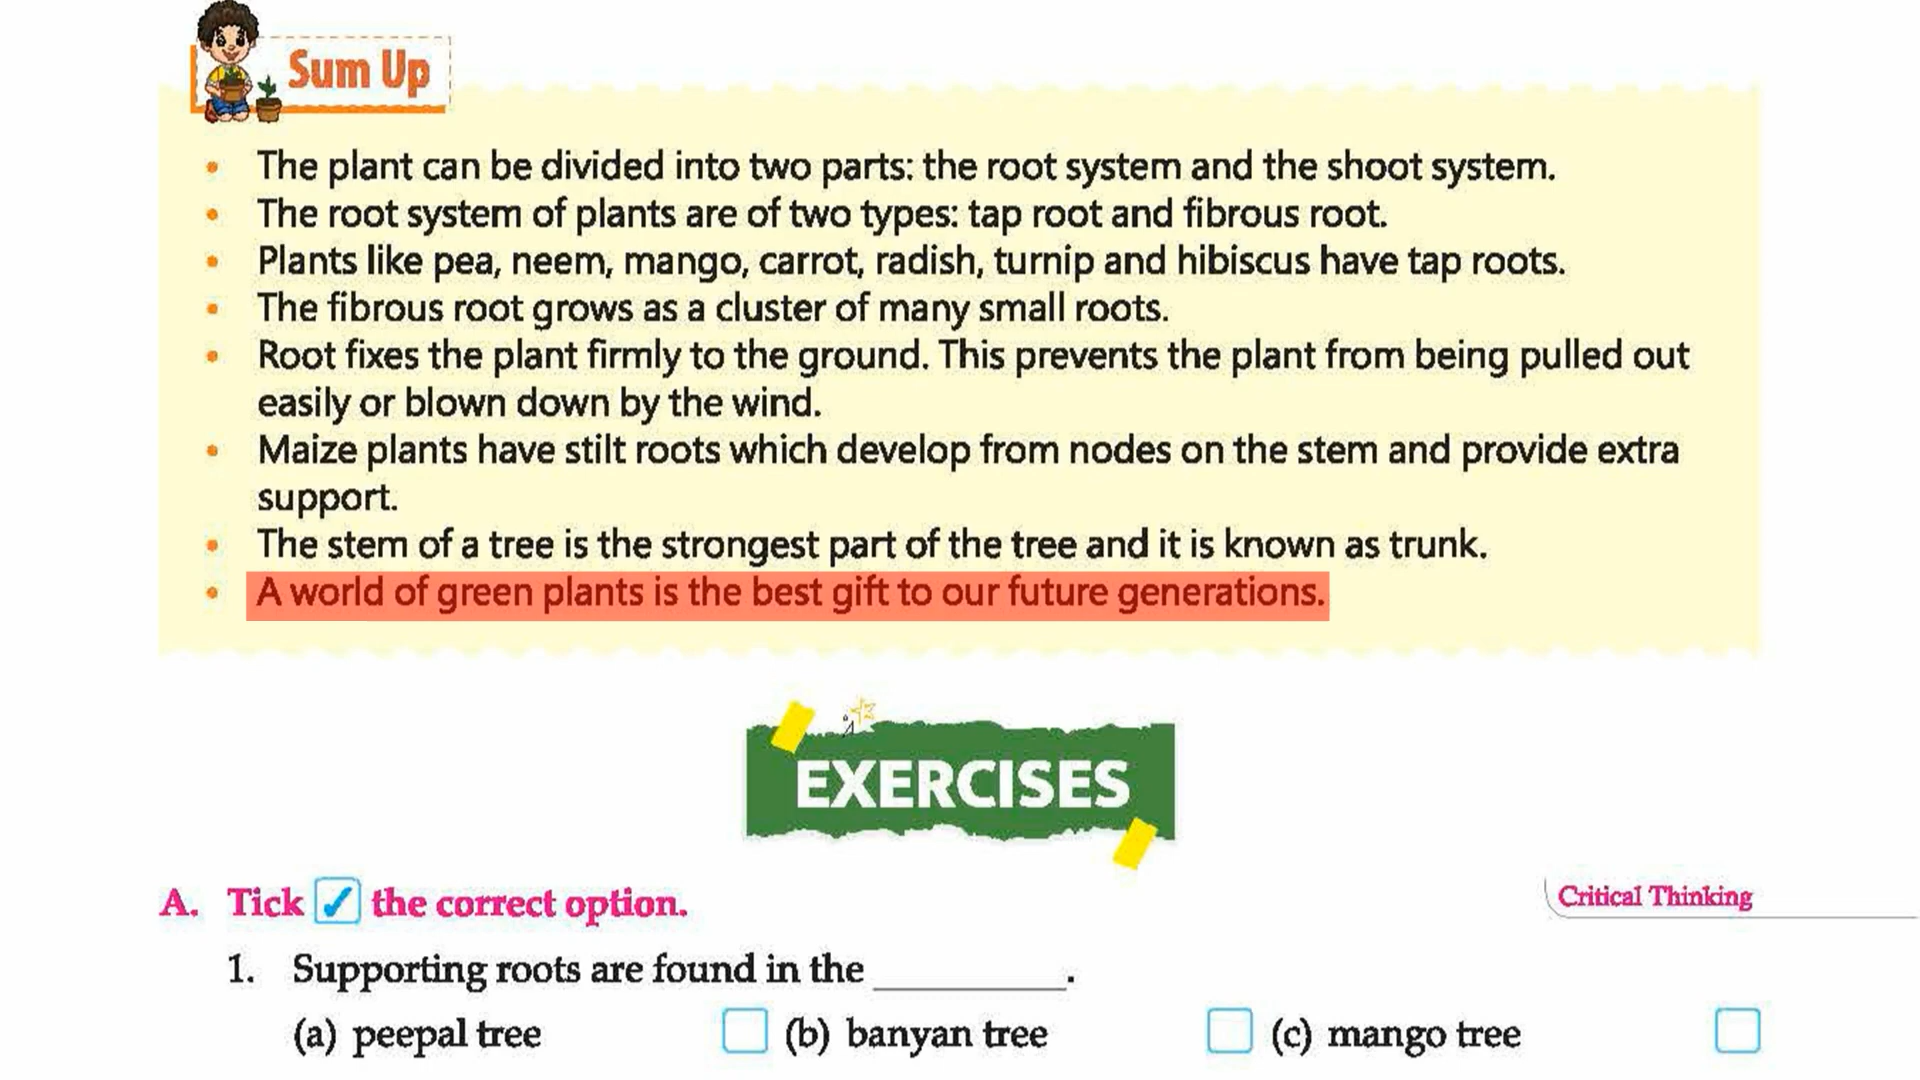 Sum Up
• The plant can be divided into two parts: the root system and the shoot system.
• The root system of plants are of two types: tap root and fibrous root.
• Plants like pea, neem, mango, carrot, radish, turnip and hibiscus have tap roots.
• The fibrous root grows as a cluster of many small roots.
• Root fixes the plant firmly to the ground. This prevents the plant from being pulled out
easily or blown down by the wind.
• Maize plants have stilt roots which develop from nodes on the stem and provide extra
support.
• The stem of a tree is the strongest part of the tree and it is known as trunk.
• A world of green plants is the best gift to our future generations.
EXERCISES
A. Tick ✓ the correct option.
Critical Thinking
1. Supporting roots are found in the __________.
(a) peepal tree (b) banyan tree (c) mango tree